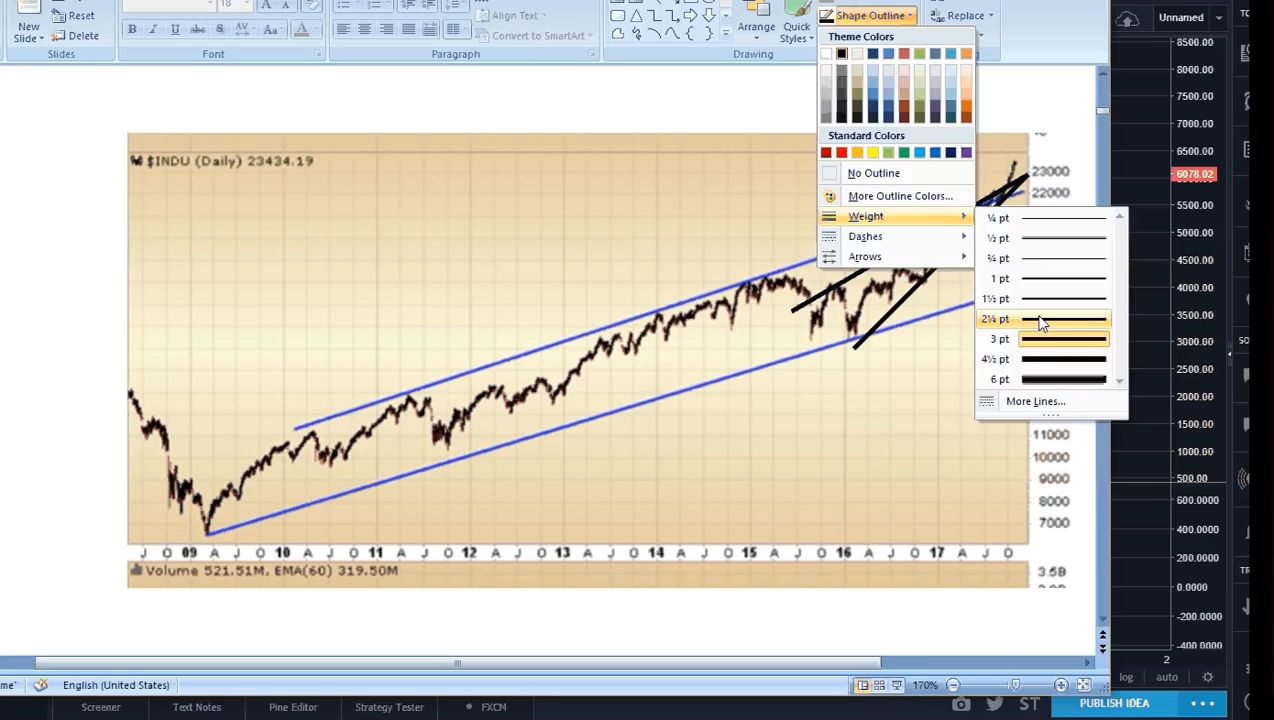 New
Slide
Reset
Delete
Slides
18
B I U abc S AV Aa A
Font
Paragraph
Align Text
Convert to SmartArt
Arrange
Quick
Styles
Drawing
Shape Outline
Replace
Theme Colors
Standard Colors
No Outline
More Outline Colors...
Weight
Dashes
Arrows
¼ pt
½ pt
¾ pt
1 pt
1½ pt
2¼ pt
3 pt
4½ pt
6 pt
More Lines...
$INDU (Daily) 23434.19
23000
22000
11000
10000
9000
8000
7000
J O 09 A J O 10 A J O 11 A J O 12 A J O 13 A J O 14 A J O 15 A J O 16 A J O 17 A J O
Volume 521.51M, EMA(60) 319.50M
3.5B
English (United States)
170%
Screener
Text Notes
Pine Editor
Strategy Tester
FXCM
Unnamed
8500.00
8000.00
7500.00
7000.00
6500.00
6078.02
5500.00
5000.00
4500.00
4000.00
3500.00
3000.00
2500.00
2000.00
1500.00
1000.00
500.00
600.0000
400.0000
200.0000
0.0000
-200.0000
-400.0000
2
log
auto
ST
PUBLISH IDEA